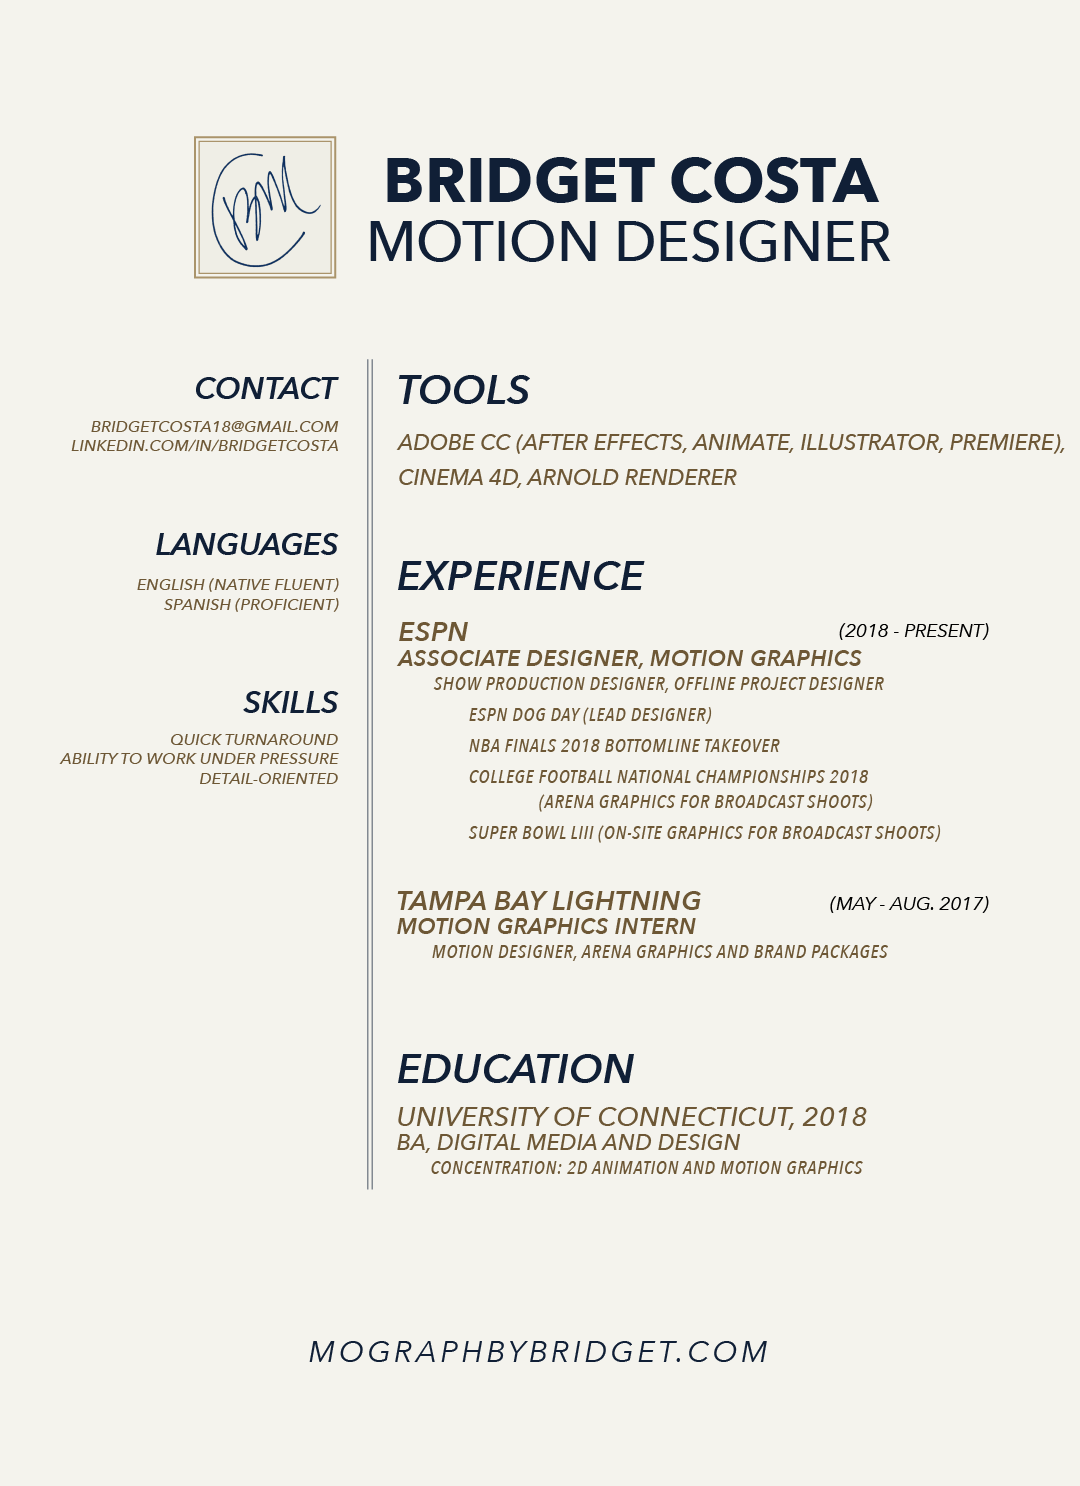 BRIDGET COSTA
MOTION DESIGNER
CONTACT
BRIDGETCOSTA18@GMAIL.COM
LINKEDIN.COM/IN/BRIDGETCOSTA
LANGUAGES
ENGLISH (NATIVE FLUENT)
SPANISH (PROFICIENT)
SKILLS
QUICK TURNAROUND
ABILITY TO WORK UNDER PRESSURE
DETAIL-ORIENTED
TOOLS
ADOBE CC (AFTER EFFECTS, ANIMATE, ILLUSTRATOR, PREMIERE),
CINEMA 4D, ARNOLD RENDERER
EXPERIENCE
ESPN (2018 - PRESENT)
ASSOCIATE DESIGNER, MOTION GRAPHICS
SHOW PRODUCTION DESIGNER, OFFLINE PROJECT DESIGNER
ESPN DOG DAY (LEAD DESIGNER)
NBA FINALS 2018 BOTTOMLINE TAKEOVER
COLLEGE FOOTBALL NATIONAL CHAMPIONSHIPS 2018
(ARENA GRAPHICS FOR BROADCAST SHOOTS)
SUPER BOWL LIII (ON-SITE GRAPHICS FOR BROADCAST SHOOTS)
TAMPA BAY LIGHTNING (MAY - AUG. 2017)
MOTION GRAPHICS INTERN
MOTION DESIGNER, ARENA GRAPHICS AND BRAND PACKAGES
EDUCATION
UNIVERSITY OF CONNECTICUT, 2018
BA, DIGITAL MEDIA AND DESIGN
CONCENTRATION: 2D ANIMATION AND MOTION GRAPHICS
MOGRAPHBYBRIDGET.COM